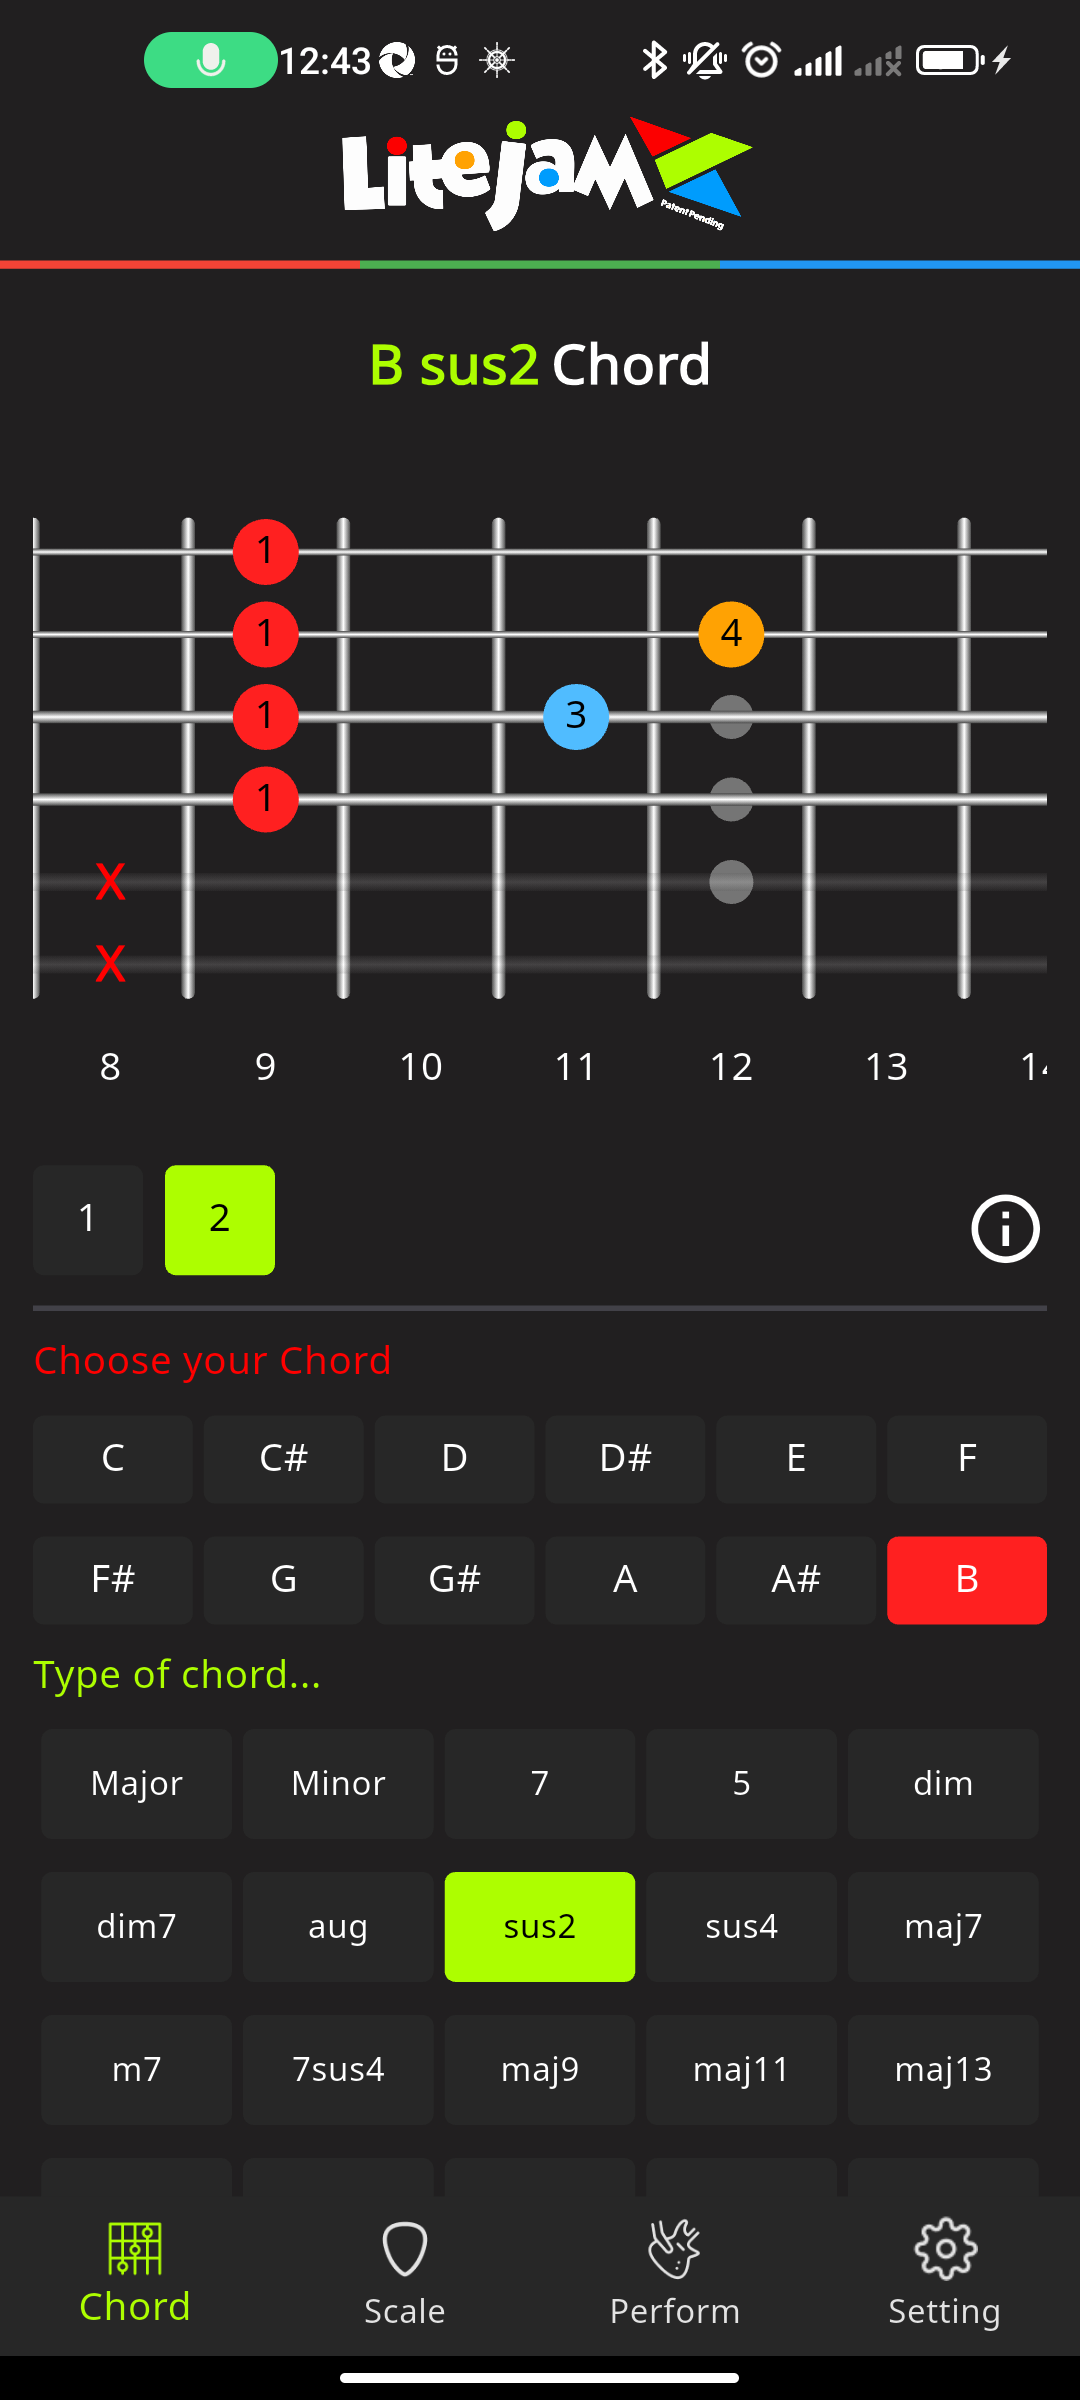 12:43
Litejam
Patent Pending
B sus2 Chord
1
1 4
1 3
1
X
X
8 9 10 11 12 13 14
1 2
Choose your Chord
C C# D D# E F
F# G G# A A# B
Type of chord...
Major Minor 7 5 dim
dim7 aug sus2 sus4 maj7
m7 7sus4 maj9 maj11 maj13
Chord Scale Perform Setting